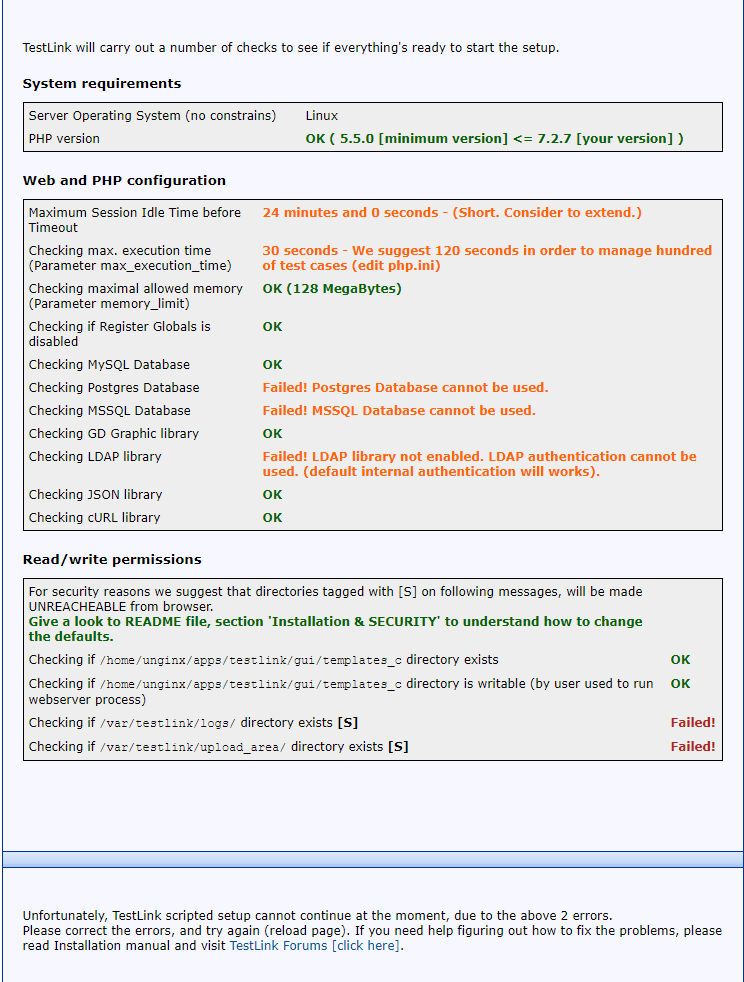 TestLink will carry out a number of checks to see if everything's ready to start the setup.
System requirements
Server Operating System (no constrains) Linux
PHP version OK ( 5.5.0 [minimum version] <= 7.2.7 [your version] )
Web and PHP configuration
Maximum Session Idle Time before 24 minutes and 0 seconds - (Short. Consider to extend.)
Timeout
Checking max. execution time 30 seconds - We suggest 120 seconds in order to manage hundred
(Parameter max_execution_time) of test cases (edit php.ini)
Checking maximal allowed memory OK (128 MegaBytes)
(Parameter memory_limit)
Checking if Register Globals is OK
disabled
Checking MySQL Database OK
Checking Postgres Database Failed! Postgres Database cannot be used.
Checking MSSQL Database Failed! MSSQL Database cannot be used.
Checking GD Graphic library OK
Checking LDAP library Failed! LDAP library not enabled. LDAP authentication cannot be
used. (default internal authentication will works).
Checking JSON library OK
Checking cURL library OK
Read/write permissions
For security reasons we suggest that directories tagged with [S] on following messages, will be made
UNREACHEABLE from browser.
Give a look to README file, section 'Installation & SECURITY' to understand how to change
the defaults.
Checking if /home/unginx/apps/testlink/gui/templates_c directory exists OK
Checking if /home/unginx/apps/testlink/gui/templates_c directory is writable (by user used to run OK
webserver process)
Checking if /var/testlink/logs/ directory exists [S] Failed!
Checking if /var/testlink/upload_area/ directory exists [S] Failed!
Unfortunately, TestLink scripted setup cannot continue at the moment, due to the above 2 errors.
Please correct the errors, and try again (reload page). If you need help figuring out how to fix the problems, please
read Installation manual and visit TestLink Forums [click here].